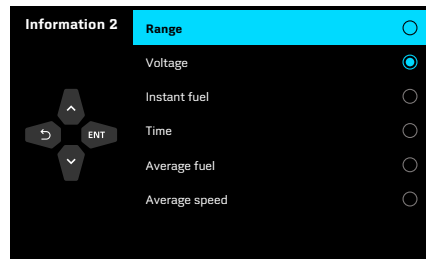 Information 2
Range
Voltage
Instant fuel
Time
Average fuel
Average speed
ENT